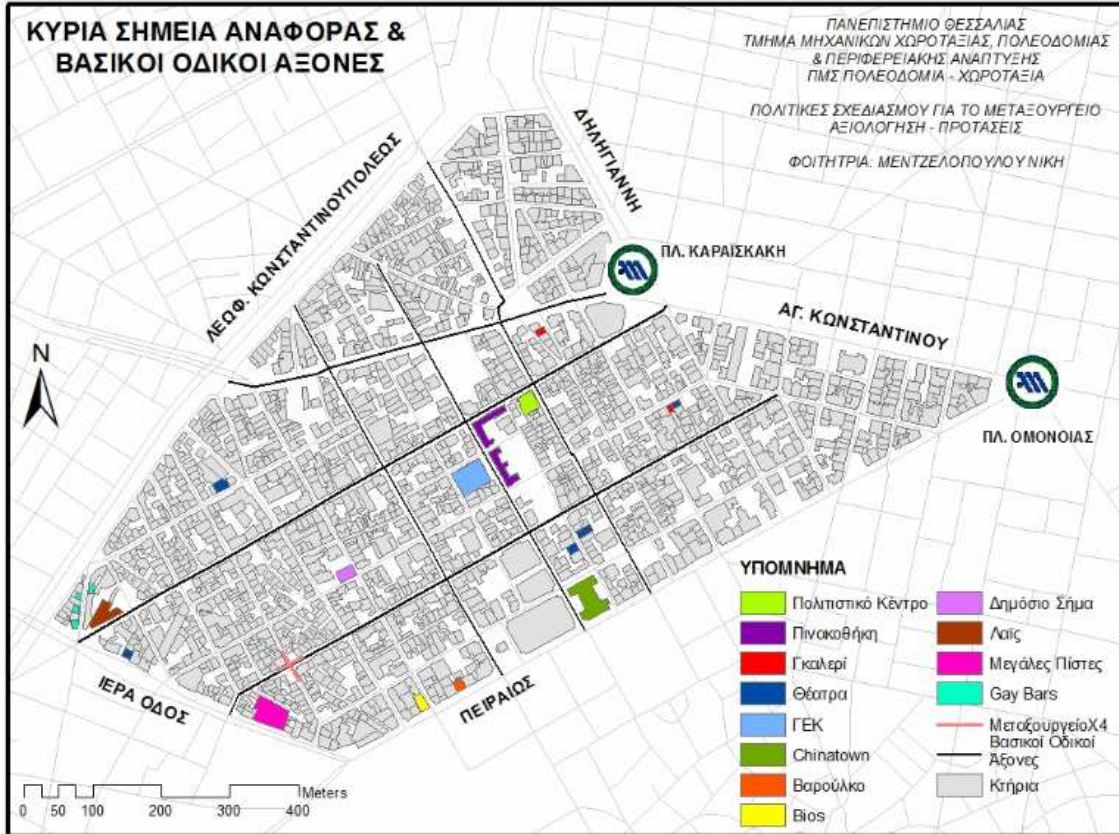 ΚΥΡΙΑ ΣΗΜΕΙΑ ΑΝΑΦΟΡΑΣ &
ΒΑΣΙΚΟΙ ΟΔΙΚΟΙ ΑΞΟΝΕΣ
ΠΑΝΕΠΙΣΤΗΜΙΟ ΘΕΣΣΑΛΙΑΣ
ΤΜΗΜΑ ΜΗΧΑΝΙΚΩΝ ΧΩΡΟΤΑΞΙΑΣ, ΠΟΛΕΟΔΟΜΙΑΣ
& ΠΕΡΙΦΕΡΕΙΑΚΗΣ ΑΝΑΠΤΥΞΗΣ
ΠΜΣ ΠΟΛΕΟΔΟΜΙΑ - ΧΩΡΟΤΑΞΙΑ
ΠΟΛΙΤΙΚΕΣ ΣΧΕΔΙΑΣΜΟΥ ΓΙΑ ΤΟ ΜΕΤΑΞΟΥΡΓΕΙΟ
ΑΞΙΟΛΟΓΗΣΗ - ΠΡΟΤΑΣΕΙΣ
ΦΟΙΤΗΤΡΙΑ: ΜΕΝΤΖΕΛΟΠΟΥΛΟΥ ΝΙΚΗ
ΔΗΛΗΓΙΑΝΝΗ
ΛΕΩΦ. ΚΩΝΣΤΑΝΤΙΝΟΥΠΟΛΕΩΣ
ΠΛ. ΚΑΡΑΙΣΚΑΚΗ
ΑΓ. ΚΩΝΣΤΑΝΤΙΝΟΥ
N
ΠΛ. ΟΜΟΝΟΙΑΣ
ΙΕΡΑ ΟΔΟΣ
ΠΕΙΡΑΙΩΣ
ΥΠΟΜΝΗΜΑ
Πολιτιστικό Κέντρο
Πινακοθήκη
Γκαλερί
Θέατρα
ΓΕΚ
Chinatown
Βαρούλκο
Bios
Δημόσιο Σήμα
Λαϊς
Μεγάλες Πίστες
Gay Bars
ΜεταξουργείοΧ4
Βασικοί Οδικοί
Άξονες
Κτήρια
Meters
0 50 100 200 300 400